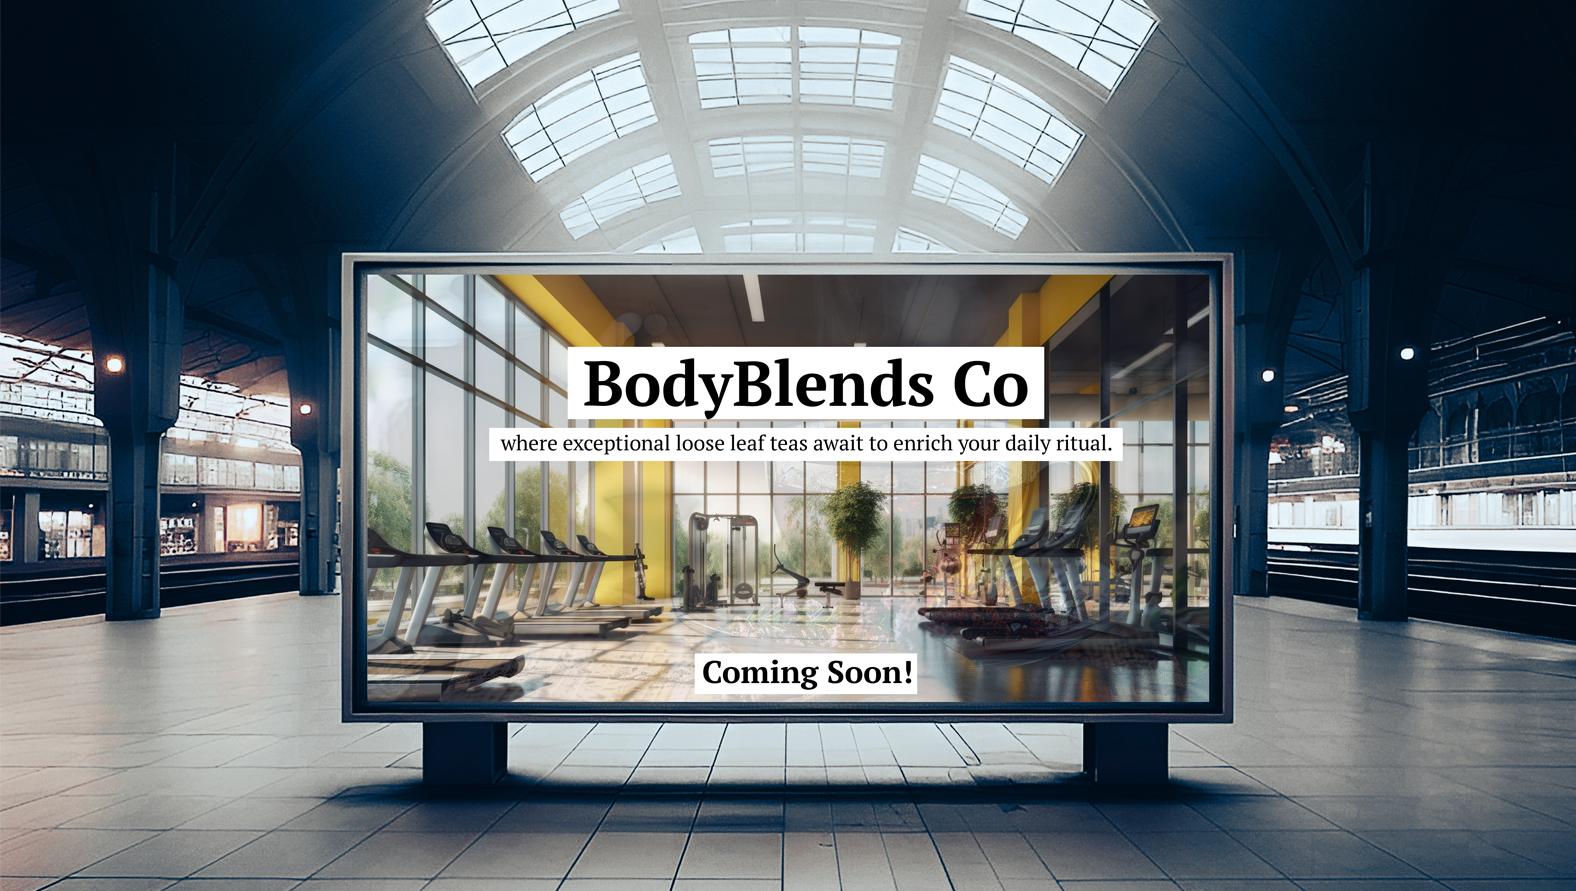 BodyBlends Co
where exceptional loose leaf teas await to enrich your daily ritual.
Coming Soon!